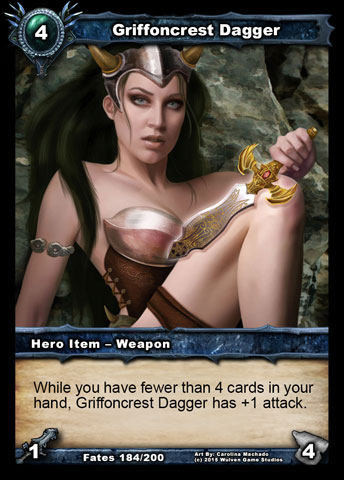 4
Griffoncrest Dagger
Hero Item – Weapon
While you have fewer than 4 cards in your
hand, Griffoncrest Dagger has +1 attack.
1
Fates 184/200
Art By: Carolina Machado
(c) 2015 Wulven Game Studios
4